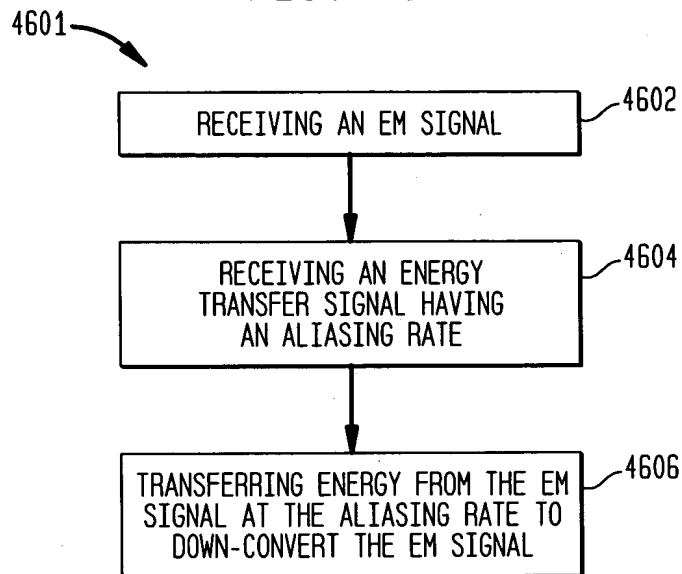 4601
RECEIVING AN EM SIGNAL
4602
RECEIVING AN ENERGY
TRANSFER SIGNAL HAVING
AN ALIASING RATE
4604
TRANSFERRING ENERGY FROM THE EM
SIGNAL AT THE ALIASING RATE TO
DOWN-CONVERT THE EM SIGNAL
4606